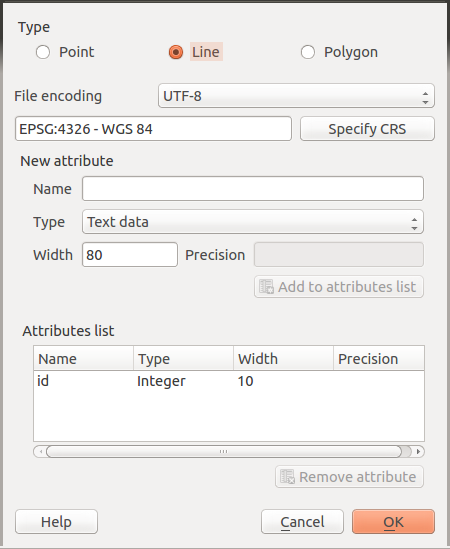 Type
Point Line Polygon
File encoding UTF-8
EPSG:4326 - WGS 84 Specify CRS
New attribute
Name
Type Text data
Width 80 Precision
Add to attributes list
Attributes list
Name Type Width Precision
id Integer 10
Remove attribute
Help Cancel OK